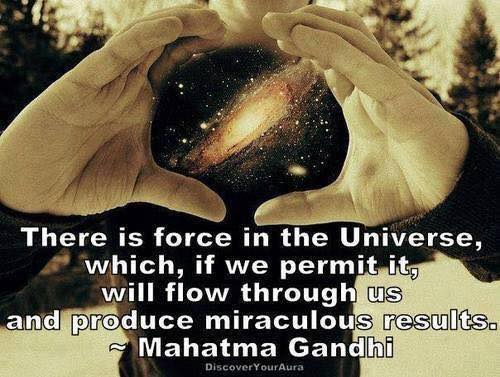 There is force in the Universe,
which, if we permit it,
will flow through us
and produce miraculous results.
~ Mahatma Gandhi
DiscoverYourAura